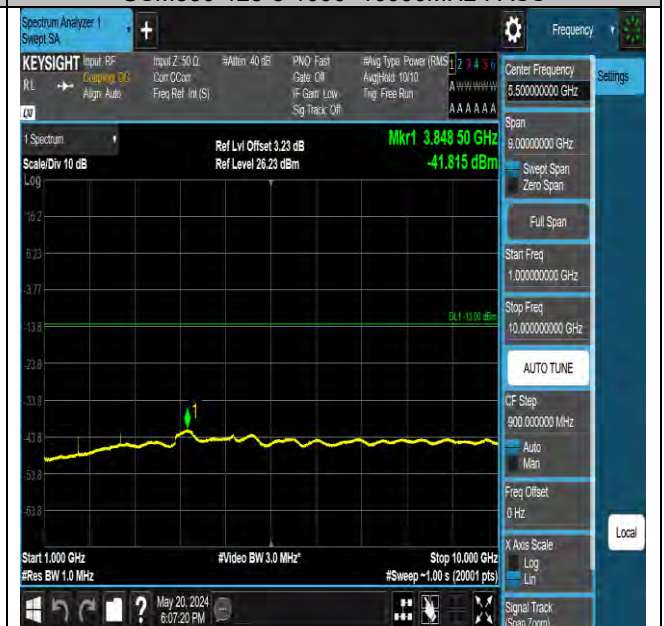 Spectrum Analyzer 1
Swept SA
+
Frequency
KEYSIGHT Input: RF
RL
Coupling: DC
Align: Auto
Input Z: 50 Ω
Corr CCorr
Freq Ref: Int (S)
#Atten: 40 dB
PNO: Fast
Gate: Off
IF Gain: Low
Sig Track: Off
#Avg Type: Power (RMS
Avg|Hold: 10/10
Trig: Free Run
1 2 3 4 5 6
A W W W W W
A A A A A A
LXI
1 Spectrum
Scale/Div 10 dB
Log
Ref Lvl Offset 3.23 dB
Ref Level 26.23 dBm
Mkr1 3.848 50 GHz
-41.815 dBm
16.2
6.23
-3.77
DL1 -13.00 dBm
-13.8
-23.8
-33.8
1
-43.8
-53.8
-63.8
Start 1.000 GHz
#Res BW 1.0 MHz
#Video BW 3.0 MHz*
Stop 10.000 GHz
#Sweep ~1.00 s (20001 pts)
Center Frequency
5.500000000 GHz
Settings
Span
9.00000000 GHz
Swept Span
Zero Span
Full Span
Start Freq
1.000000000 GHz
Stop Freq
10.000000000 GHz
AUTO TUNE
CF Step
900.000000 MHz
Auto
Man
Freq Offset
0 Hz
X Axis Scale
Log
Lin
Local
Signal Track
(Span Zoom)
?
May 20, 2024
6:07:20 PM